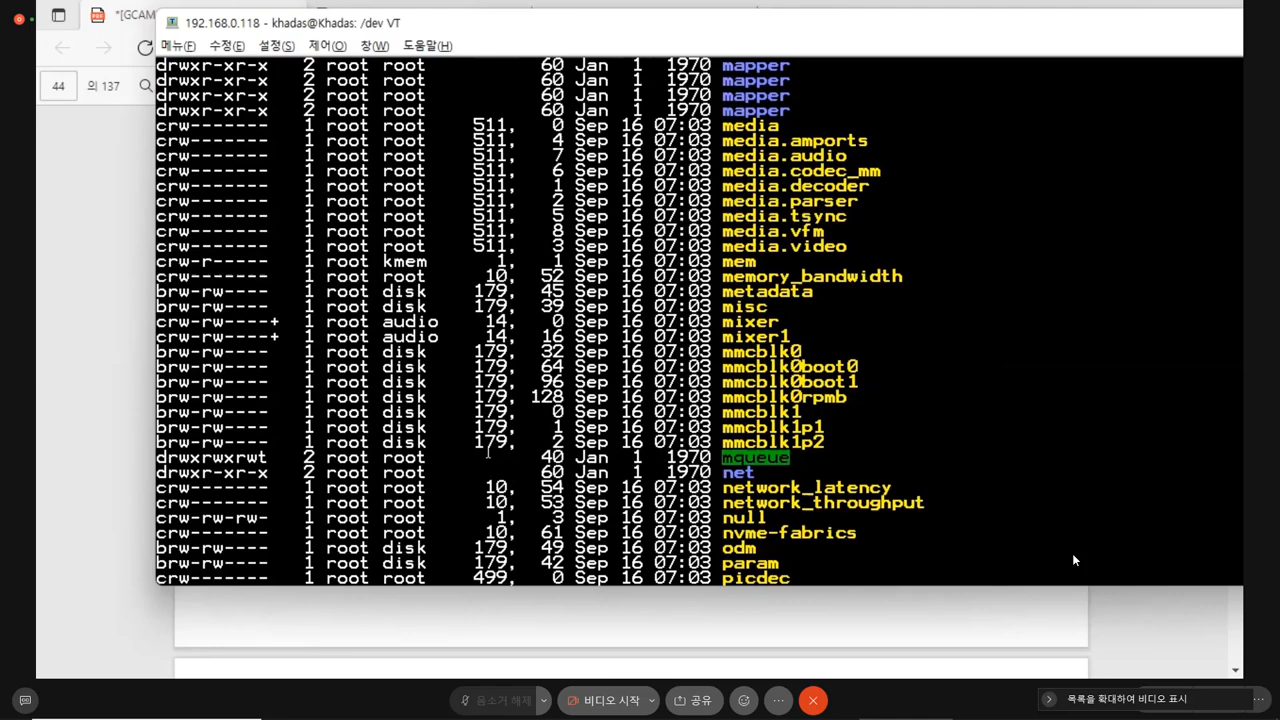 *[GCAM
192.168.0.118 - khadas@Khadas: /dev VT
메뉴(F) 수정(E) 설정(S) 제어(O) 창(W) 도움말(H)
44 의 137
drwxr-xr-x 2 root root 60 Jan 1 1970 mapper
drwxr-xr-x 2 root root 60 Jan 1 1970 mapper
drwxr-xr-x 2 root root 60 Jan 1 1970 mapper
drwxr-xr-x 2 root root 60 Jan 1 1970 mapper
crw------- 1 root root 511, 0 Sep 16 07:03 media
crw------- 1 root root 511, 4 Sep 16 07:03 media.amports
crw------- 1 root root 511, 7 Sep 16 07:03 media.audio
crw------- 1 root root 511, 6 Sep 16 07:03 media.codec_mm
crw------- 1 root root 511, 1 Sep 16 07:03 media.decoder
crw------- 1 root root 511, 2 Sep 16 07:03 media.parser
crw------- 1 root root 511, 5 Sep 16 07:03 media.tsync
crw------- 1 root root 511, 8 Sep 16 07:03 media.vfm
crw------- 1 root root 511, 3 Sep 16 07:03 media.video
crw-r----- 1 root kmem 1, 1 Sep 16 07:03 mem
crw------- 1 root root 10, 52 Sep 16 07:03 memory_bandwidth
brw-rw---- 1 root disk 179, 45 Sep 16 07:03 metadata
brw-rw---- 1 root disk 179, 39 Sep 16 07:03 misc
crw-rw----+ 1 root audio 14, 0 Sep 16 07:03 mixer
crw-rw----+ 1 root audio 14, 16 Sep 16 07:03 mixer1
brw-rw---- 1 root disk 179, 32 Sep 16 07:03 mmcblk0
brw-rw---- 1 root disk 179, 64 Sep 16 07:03 mmcblk0boot0
brw-rw---- 1 root disk 179, 96 Sep 16 07:03 mmcblk0boot1
brw-rw---- 1 root disk 179, 128 Sep 16 07:03 mmcblk0rpmb
brw-rw---- 1 root disk 179, 0 Sep 16 07:03 mmcblk1
brw-rw---- 1 root disk 179, 1 Sep 16 07:03 mmcblk1p1
brw-rw---- 1 root disk 179, 2 Sep 16 07:03 mmcblk1p2
drwxrwxrwt 2 root root 40 Jan 1 1970 mqueue
drwxr-xr-x 2 root root 60 Jan 1 1970 net
crw------- 1 root root 10, 54 Sep 16 07:03 network_latency
crw------- 1 root root 10, 53 Sep 16 07:03 network_throughput
crw-rw-rw- 1 root root 1, 3 Sep 16 07:03 null
crw------- 1 root root 10, 61 Sep 16 07:03 nvme-fabrics
brw-rw---- 1 root disk 179, 49 Sep 16 07:03 odm
brw-rw---- 1 root disk 179, 42 Sep 16 07:03 param
crw------- 1 root root 499, 0 Sep 16 07:03 picdec
음소거 해제 비디오 시작 공유 목록을 확대하여 비디오 표시